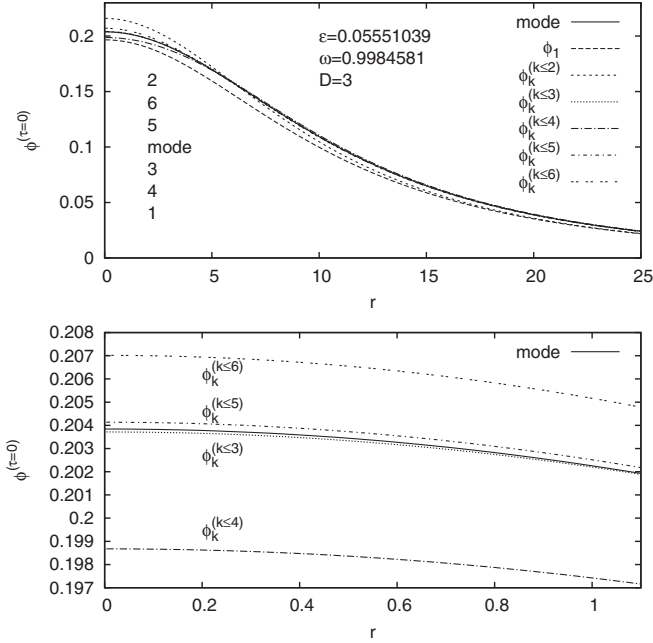 mode
ϕ₁
ϕₖ^(k≤2)
ϕₖ^(k≤3)
ϕₖ^(k≤4)
ϕₖ^(k≤5)
ϕₖ^(k≤6)
ε=0.05551039
ω=0.9984581
D=3
2
6
5
mode
3
4
1
0.2
0.15
0.1
0.05
0
ϕ^(τ=0)
0 5 10 15 20 25
r
0.208
0.207
0.206
0.205
0.204
0.203
0.202
0.201
0.2
0.199
0.198
0.197
ϕ^(τ=0)
mode
ϕₖ^(k≤6)
ϕₖ^(k≤5)
ϕₖ^(k≤3)
ϕₖ^(k≤4)
0 0.2 0.4 0.6 0.8 1
r